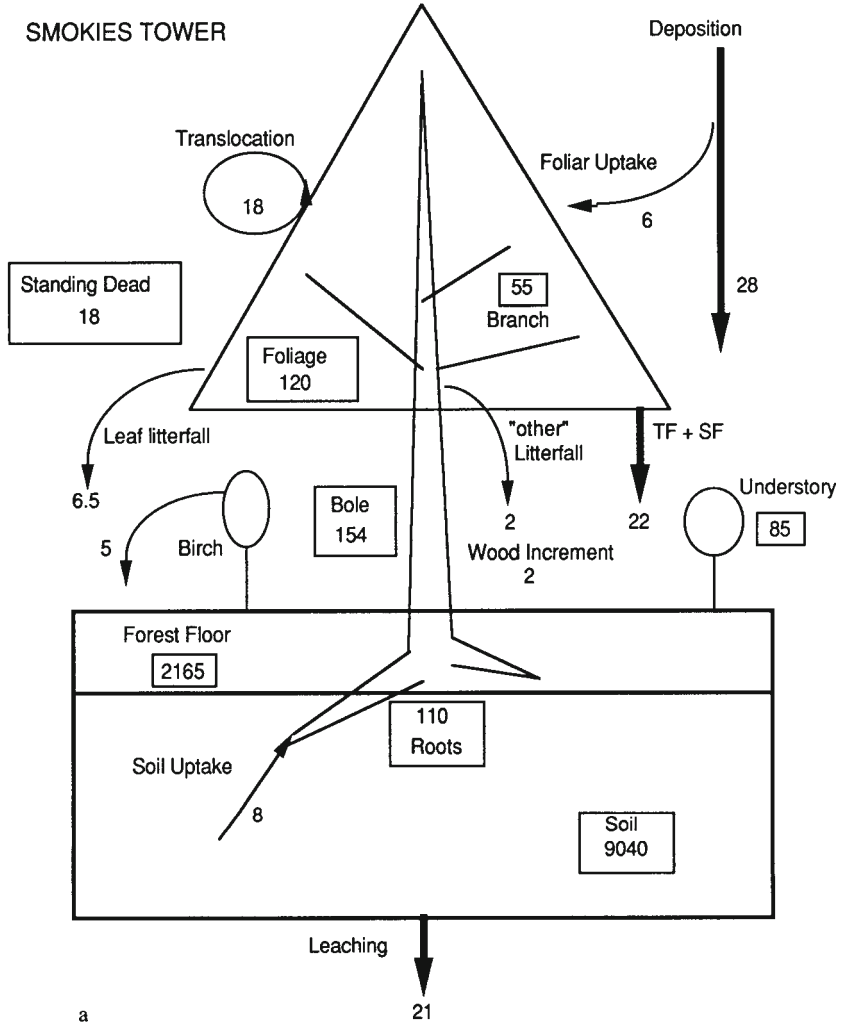 SMOKIES TOWER
Deposition
Translocation
18
Foliar Uptake
6
28
Standing Dead
18
55
Branch
Foliage
120
Leaf litterfall
6.5
"other"
Litterfall
2
TF + SF
22
Understory
85
5
Birch
Bole
154
Wood Increment
2
Forest Floor
2165
110
Roots
Soil Uptake
8
Soil
9040
Leaching
21
a